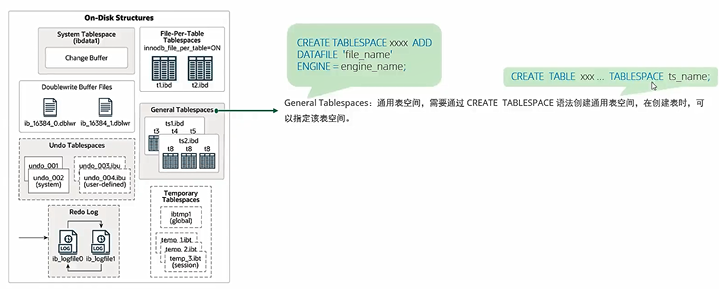 On-Disk Structures
System Tablespace
(ibdata1)
Change Buffer
File-Per-Table
Tablespaces
innodb_file_per_table=ON
t1.ibd
t2.ibd
Doublewrite Buffer Files
ib_16384_0.dblwr
ib_16384_1.dblwr
General Tablespaces
ts1.ibd
t3 t4 t5
ts2.ibd
t8 t8 t8
Undo Tablespaces
undo_001
undo_002
(system)
undo_003.ibu
undo_004.ibu
(user-defined)
Temporary
Tablespaces
ibtmp1
(global)
temp_1.ibt
temp_2.ibt
temp_3.ibt
(session)
Redo Log
LOG
LOG
ib_logfile0
ib_logfile1
CREATE TABLESPACE xxxx ADD
DATAFILE 'file_name'
ENGINE = engine_name;
CREATE TABLE xxx ... TABLESPACE ts_name;
General Tablespaces：通用表空间，需要通过 CREATE TABLESPACE 语法创建通用表空间，在创建表时，可
以指定该表空间。